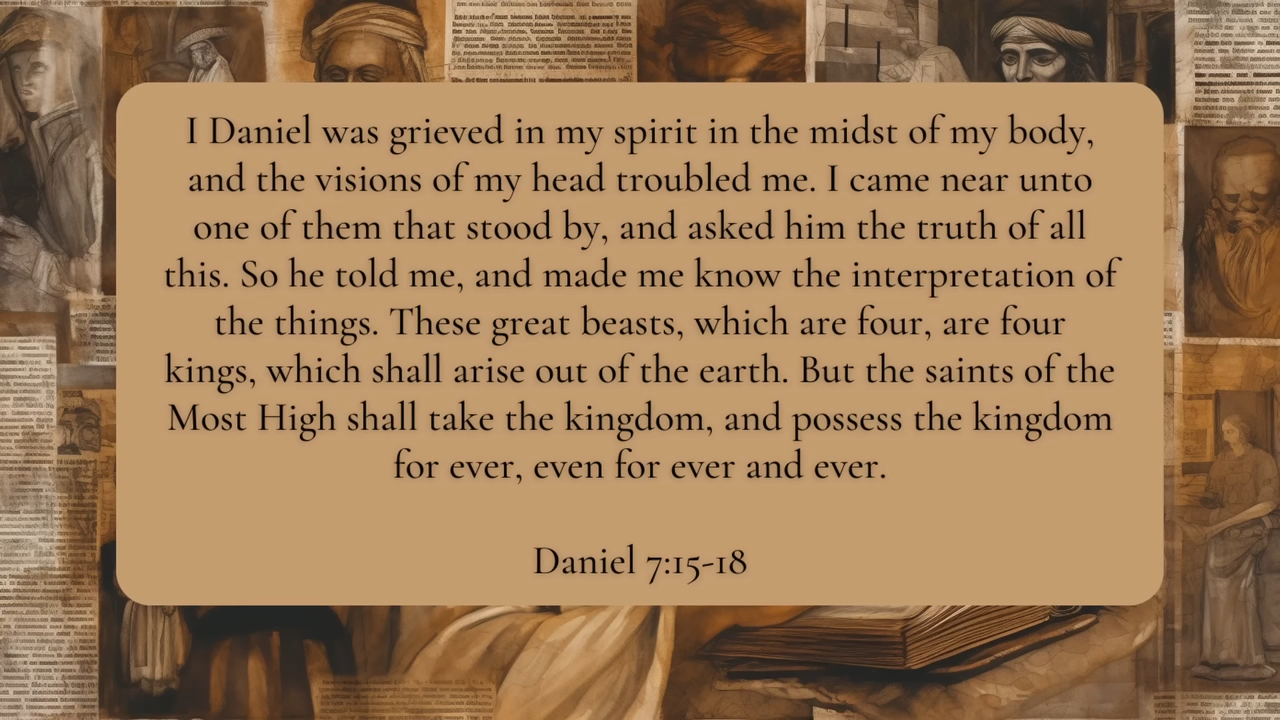 I Daniel was grieved in my spirit in the midst of my body,
and the visions of my head troubled me. I came near unto
one of them that stood by, and asked him the truth of all
this. So he told me, and made me know the interpretation of
the things. These great beasts, which are four, are four
kings, which shall arise out of the earth. But the saints of the
Most High shall take the kingdom, and possess the kingdom
for ever, even for ever and ever.
Daniel 7:15-18